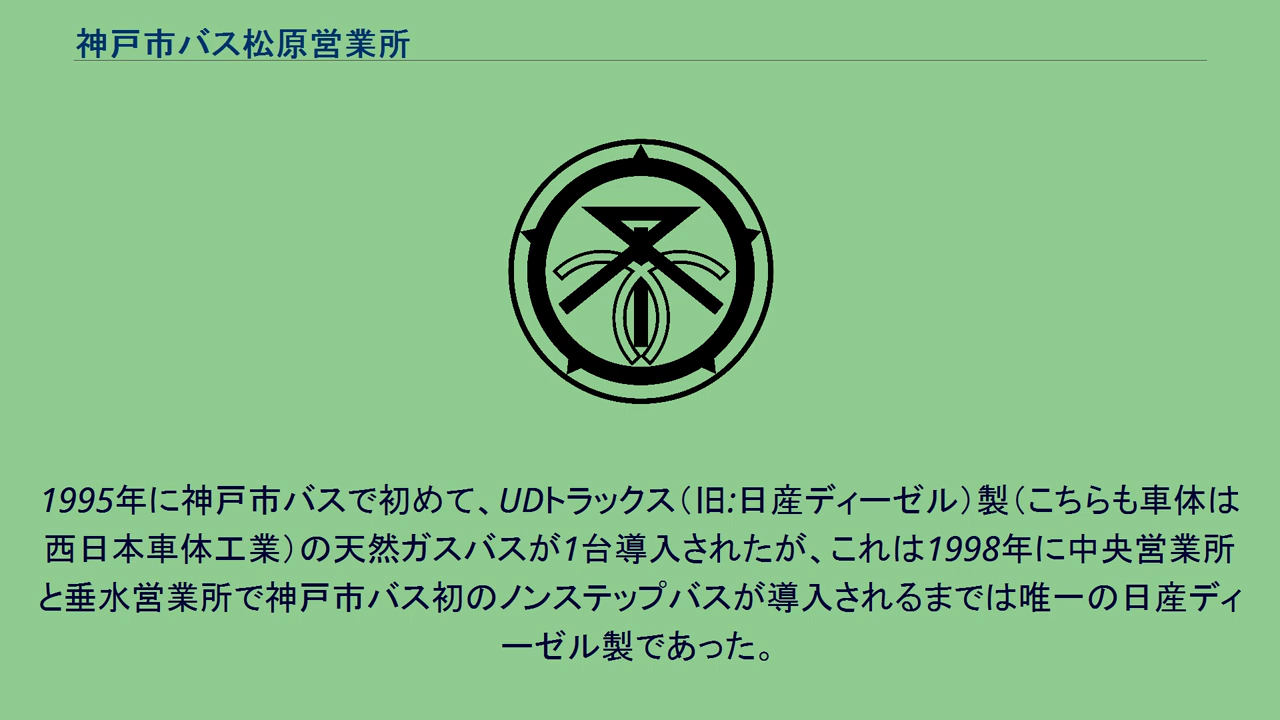 神戸市バス松原営業所
1995年に神戸市バスで初めて、UDトラックス（旧:日産ディーゼル）製（こちらも車体は
西日本車体工業）の天然ガスバスが1台導入されたが、これは1998年に中央営業所
と垂水営業所で神戸市バス初のノンステップバスが導入されるまでは唯一の日産ディ
ーゼル製であった。